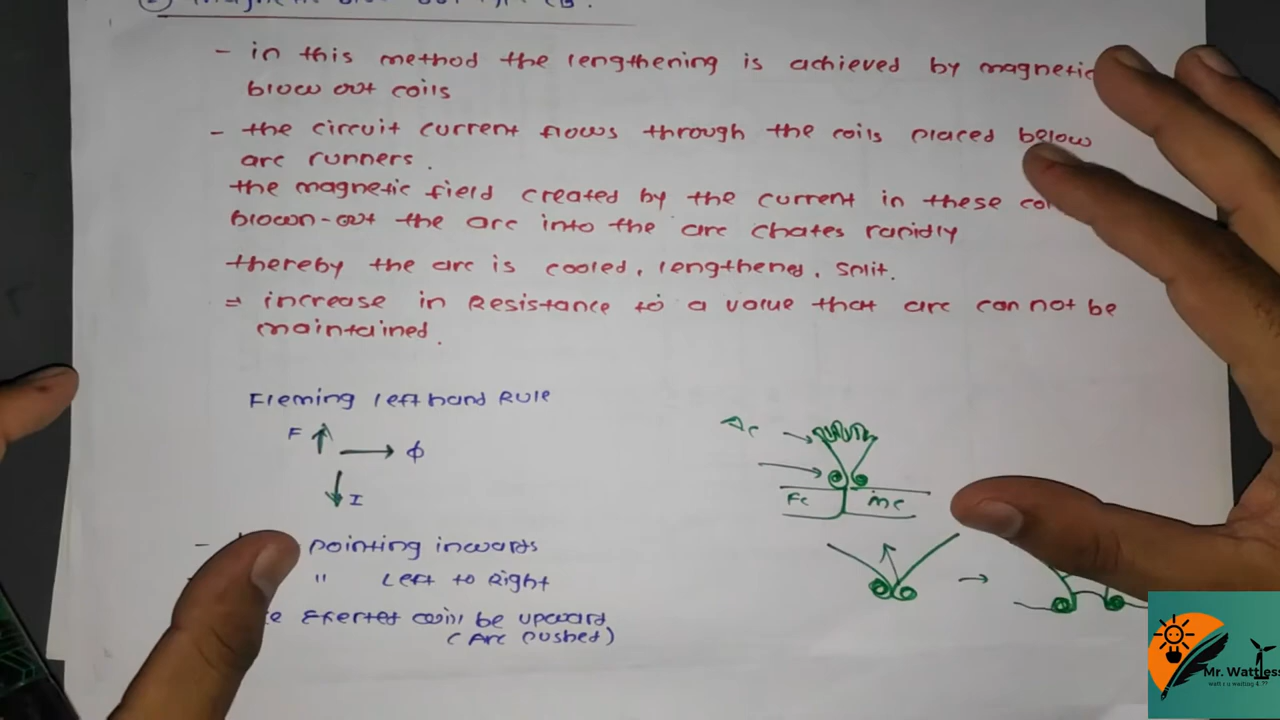 - in this method the lengthening is achieved by magnetic
blow out coils
- the circuit current flows through the coils placed below
arc runners.
the magnetic field created by the current in these
blown-out the arc into the arc chates rapidly
thereby the arc is cooled, lengthened, split.
⇒ increase in Resistance to a value that arc can not be
maintained.
Fleming left hand Rule
F
ϕ
I
Ac
Fc
mc
- pointing inwards
" Left to Right
Exerted will be upward
(Arc pushed)
Mr. Wattless